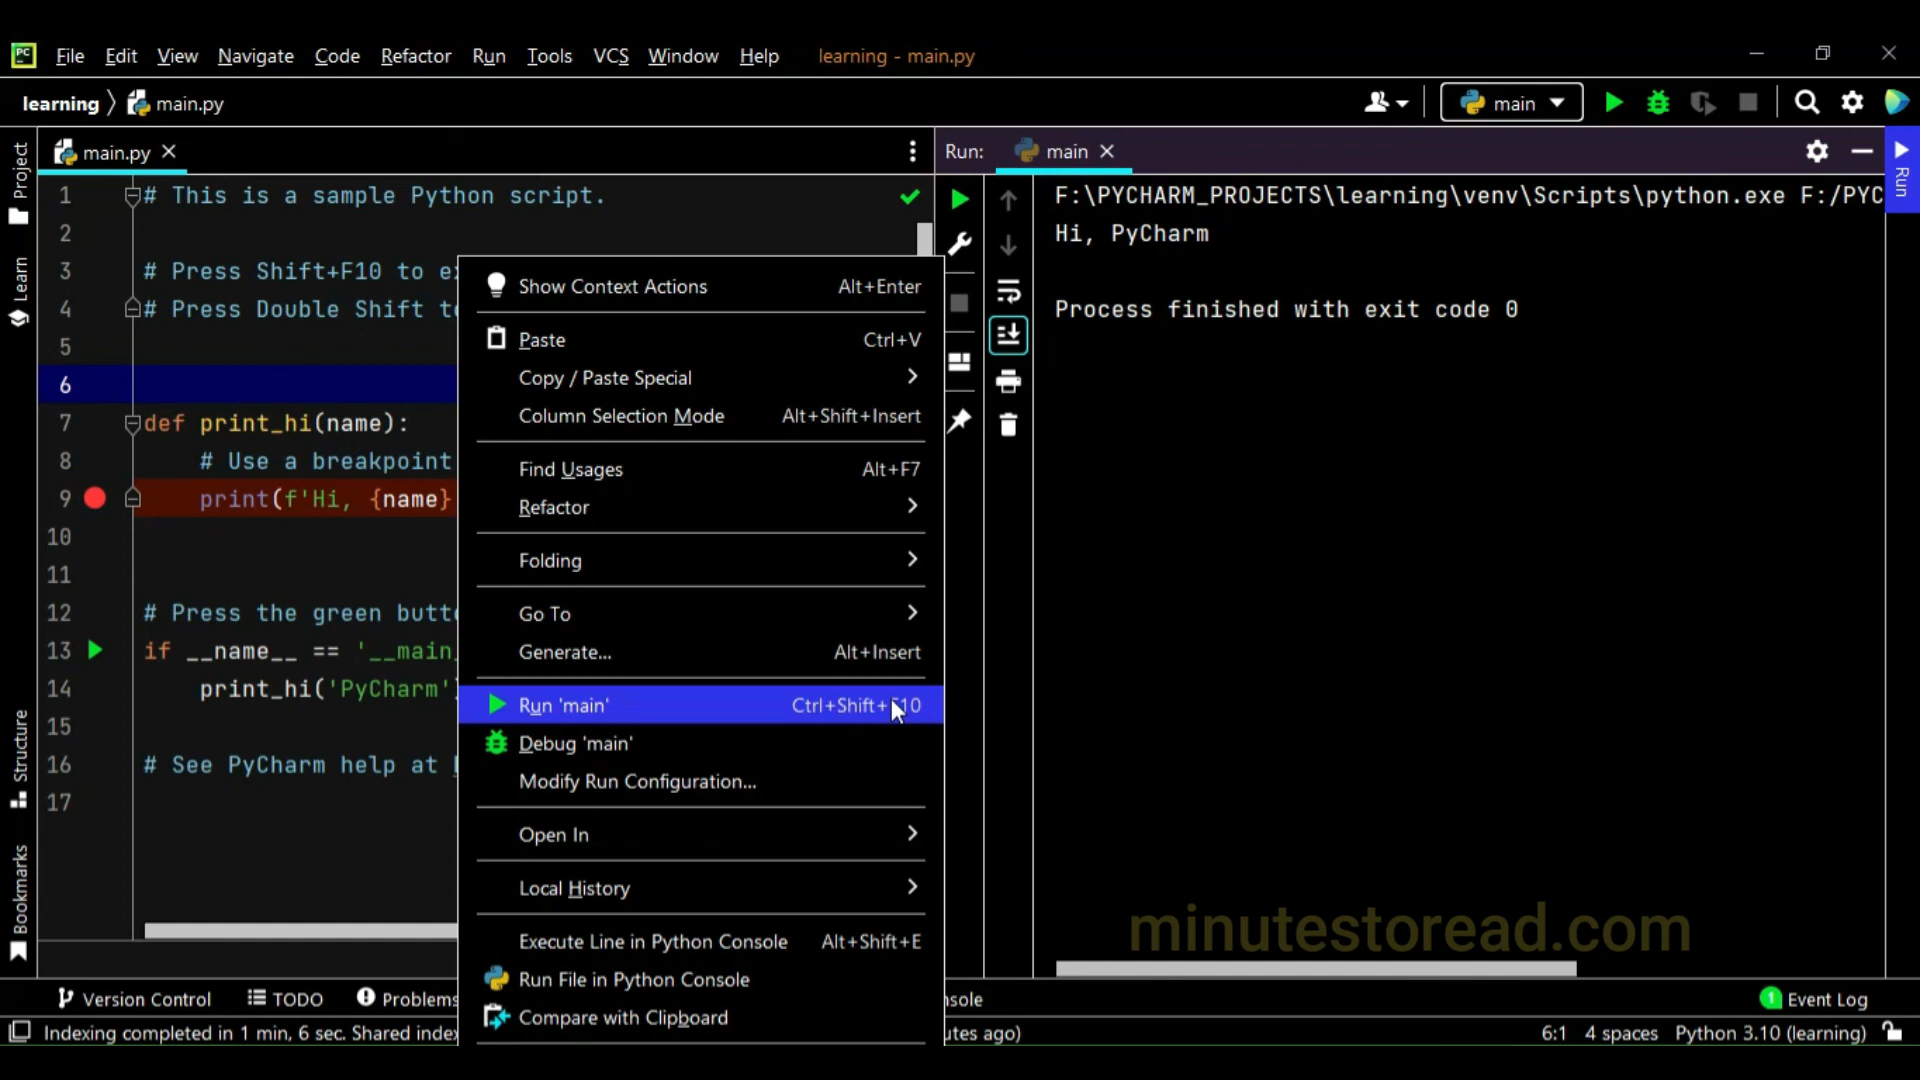 PC File Edit View Navigate Code Refactor Run Tools VCS Window Help learning - main.py
learning main.py
main
main.py
Run: main
Project
Learn
Structure
Bookmarks
1 # This is a sample Python script.
2
3 # Press Shift+F10 to
4 # Press Double Shift
5
6
7 def print_hi(name):
8 # Use a breakpoint
9 print(f'Hi, {name}
10
11
12 # Press the green
13 if __name__ == '__main_
14 print_hi('PyCharm'
15
16 # See PyCharm help at
17
Show Context Actions Alt+Enter
Paste Ctrl+V
Copy / Paste Special
Column Selection Mode Alt+Shift+Insert
Find Usages Alt+F7
Refactor
Folding
Go To
Generate... Alt+Insert
Run 'main' Ctrl+Shift+ 10
Debug 'main'
Modify Run Configuration...
Open In
Local History
Execute Line in Python Console Alt+Shift+E
Run File in Python Console
Compare with Clipboard
F:\PYCHARM_PROJECTS\learning\venv\Scripts\python.exe F:/PYC
Hi, PyCharm
Process finished with exit code 0
Run
minutestoread.com
Version Control TODO Problems nsole 1 Event Log
Indexing completed in 1 min, 6 sec. Shared ago) 6:1 4 spaces Python 3.10 (learning)